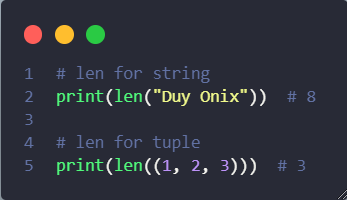 1 # len for string
2 print(len("Duy Onix")) # 8
3
4 # len for tuple
5 print(len((1, 2, 3))) # 3